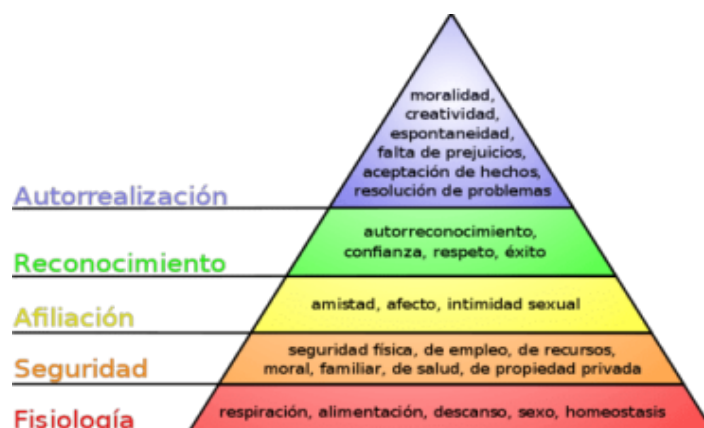 moralidad,
creatividad,
espontaneidad,
falta de prejuicios,
aceptación de hechos,
resolución de problemas
Autorrealización
autorreconocimiento,
confianza, respeto, éxito
Reconocimiento
amistad, afecto, intimidad sexual
Afiliación
seguridad física, de empleo, de recursos,
moral, familiar, de salud, de propiedad privada
Seguridad
respiración, alimentación, descanso, sexo, homeostasis
Fisiología